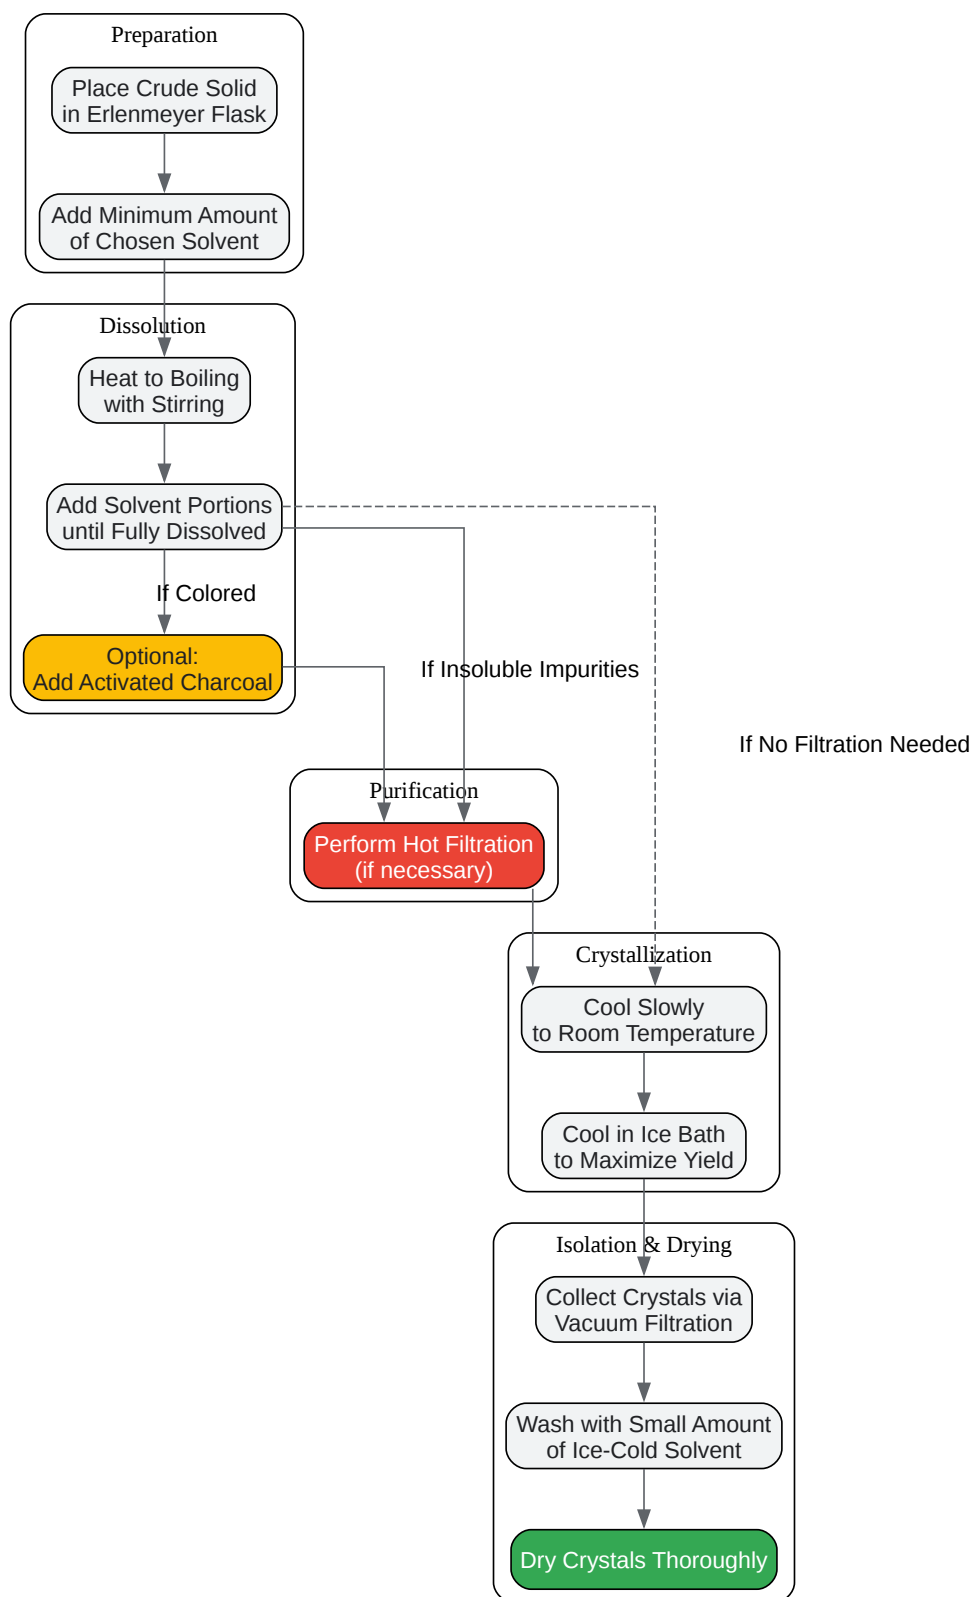 Preparation
Place Crude Solid
in Erlenmeyer Flask
Add Minimum Amount
of Chosen Solvent
Dissolution
Heat to Boiling
with Stirring
Add Solvent Portions
until Fully Dissolved
If Colored
Optional:
Add Activated Charcoal
If Insoluble Impurities
If No Filtration Needed
Purification
Perform Hot Filtration
(if necessary)
Crystallization
Cool Slowly
to Room Temperature
Cool in Ice Bath
to Maximize Yield
Isolation & Drying
Collect Crystals via
Vacuum Filtration
Wash with Small Amount
of Ice-Cold Solvent
Dry Crystals Thoroughly